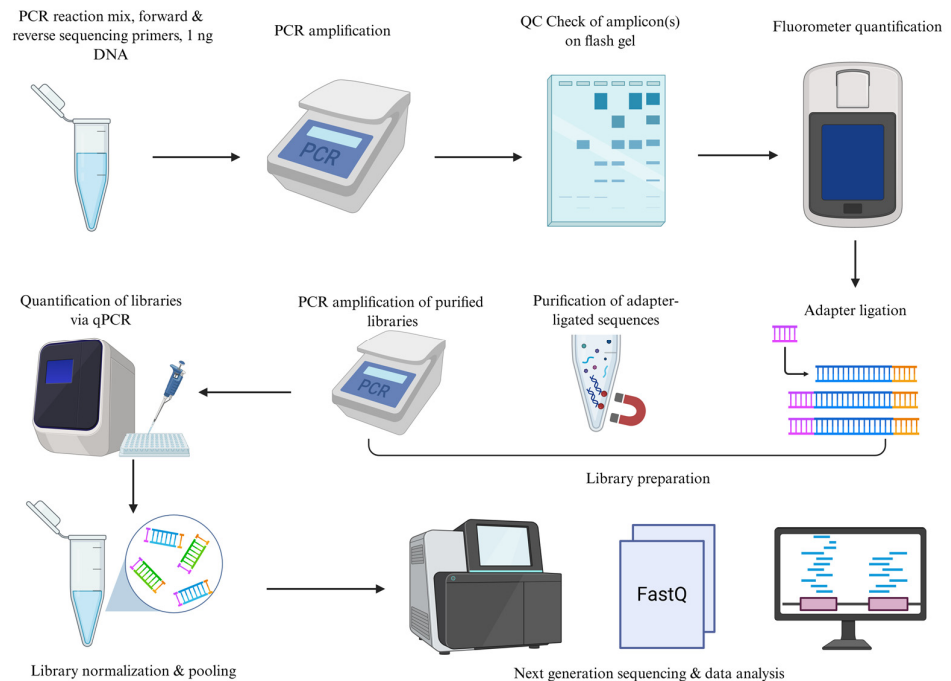 PCR reaction mix, forward &
reverse sequencing primers, 1 ng
DNA
PCR amplification
PCR
QC Check of amplicon(s)
on flash gel
Fluorometer quantification
Quantification of libraries
via qPCR
PCR amplification of purified
libraries
PCR
Purification of adapter-
ligated sequences
Adapter ligation
Library preparation
Library normalization & pooling
FastQ
Next generation sequencing & data analysis